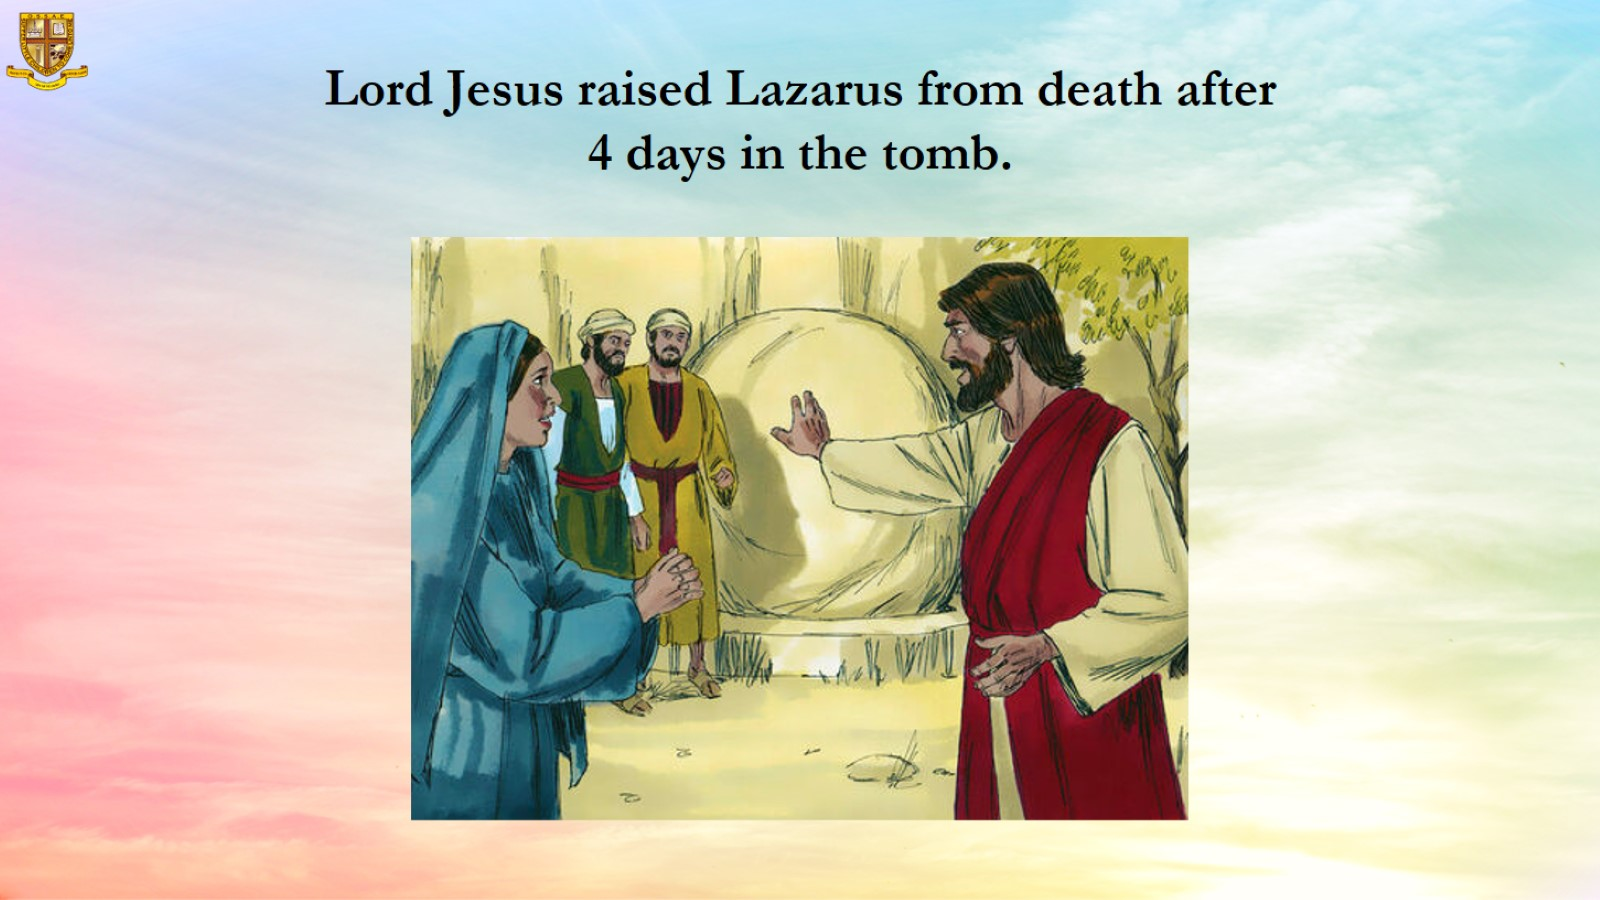 O S S A E
Lord Jesus raised Lazarus from death after
4 days in the tomb.